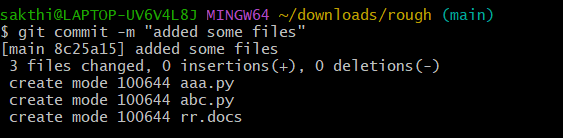 sakthi@LAPTOP-UV6V4L8J MINGW64 ~/downloads/rough (main)
$ git commit -m "added some files"
[main 8c25a15] added some files
 3 files changed, 0 insertions(+), 0 deletions(-)
 create mode 100644 aaa.py
 create mode 100644 abc.py
 create mode 100644 rr.docs